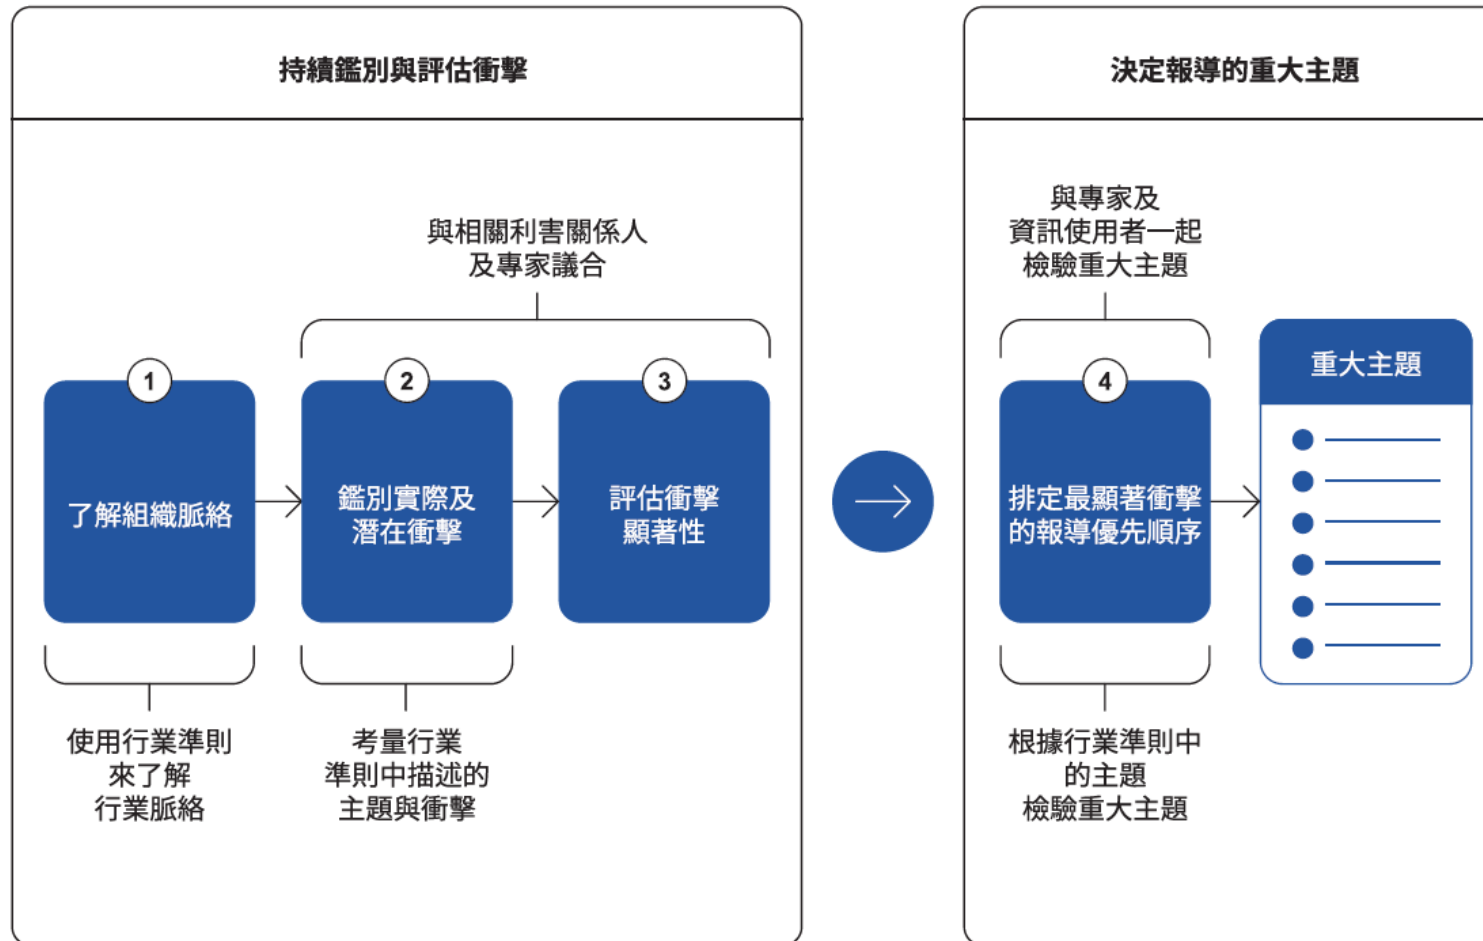 持續鑑別與評估衝擊
與相關利害關係人
及專家議合
1
了解組織脈絡
2
鑑別實際及
潛在衝擊
3
評估衝擊
顯著性
使用行業準則
來了解
行業脈絡
考量行業
準則中描述的
主題與衝擊
決定報導的重大主題
與專家及
資訊使用者一起
檢驗重大主題
4
排定最顯著衝擊
的報導優先順序
重大主題
根據行業準則中
的主題
檢驗重大主題